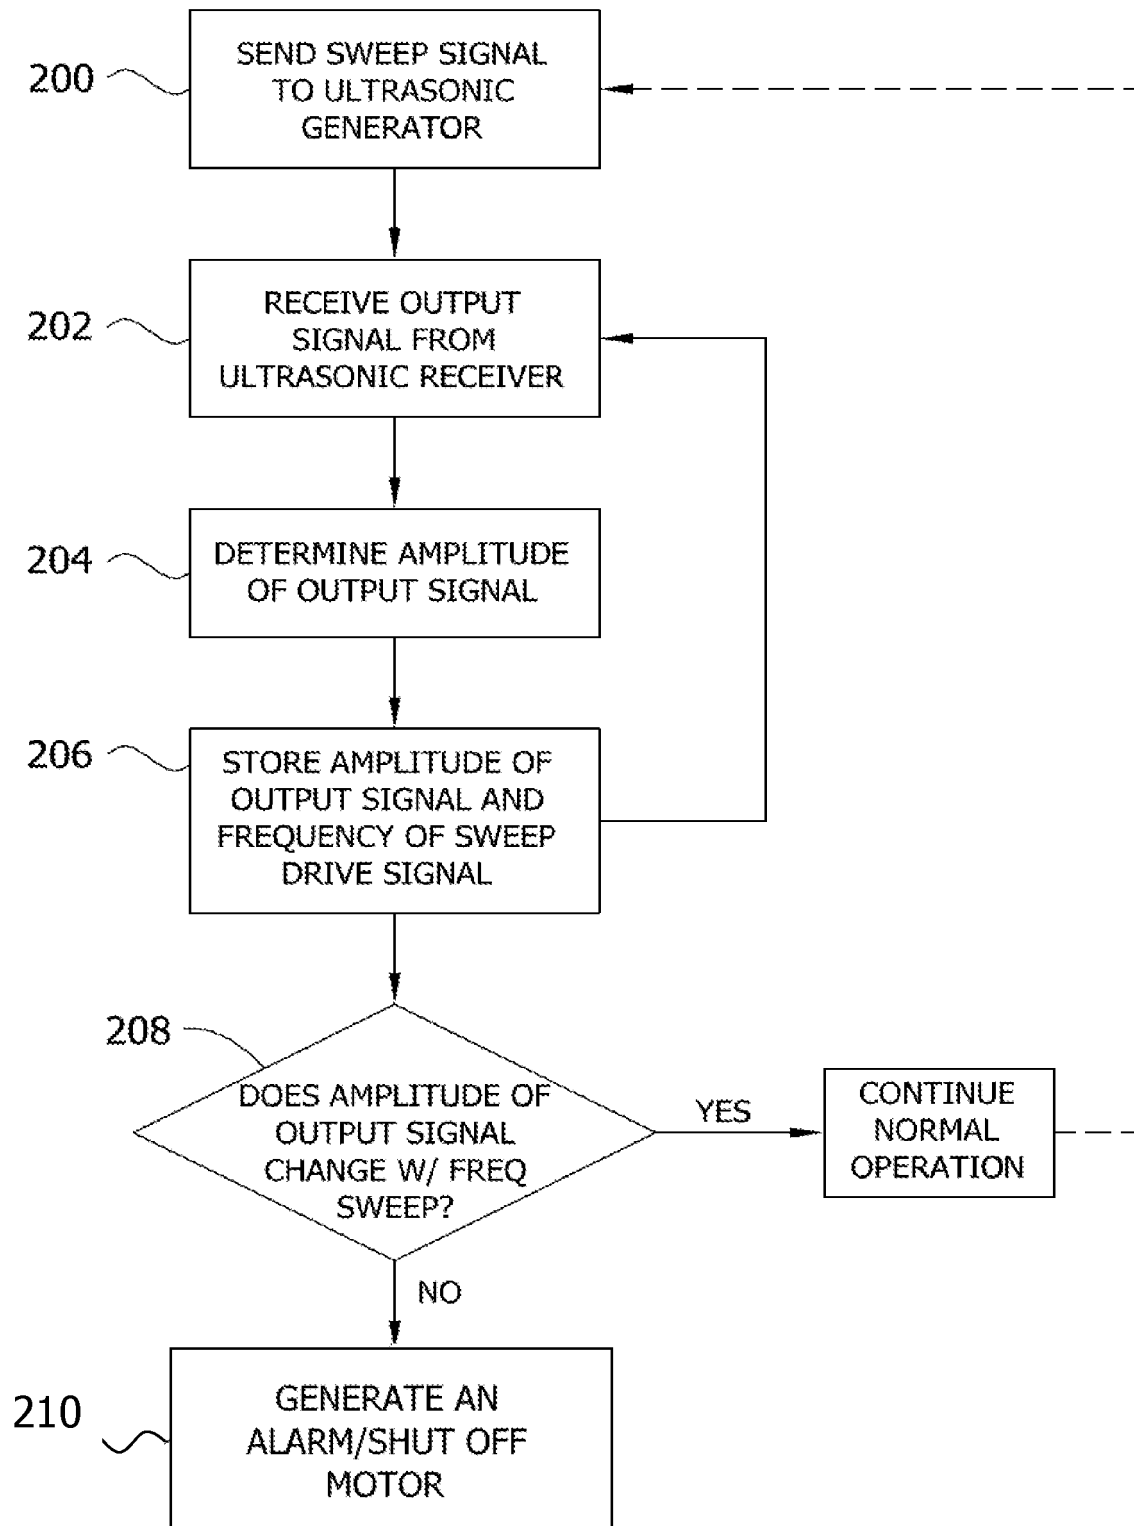 200
SEND SWEEP SIGNAL
TO ULTRASONIC
GENERATOR
202
RECEIVE OUTPUT
SIGNAL FROM
ULTRASONIC RECEIVER
204
DETERMINE AMPLITUDE
OF OUTPUT SIGNAL
206
STORE AMPLITUDE OF
OUTPUT SIGNAL AND
FREQUENCY OF SWEEP
DRIVE SIGNAL
208
DOES AMPLITUDE OF
OUTPUT SIGNAL
CHANGE W/ FREQ
SWEEP?
YES
CONTINUE
NORMAL
OPERATION
NO
210
GENERATE AN
ALARM/SHUT OFF
MOTOR